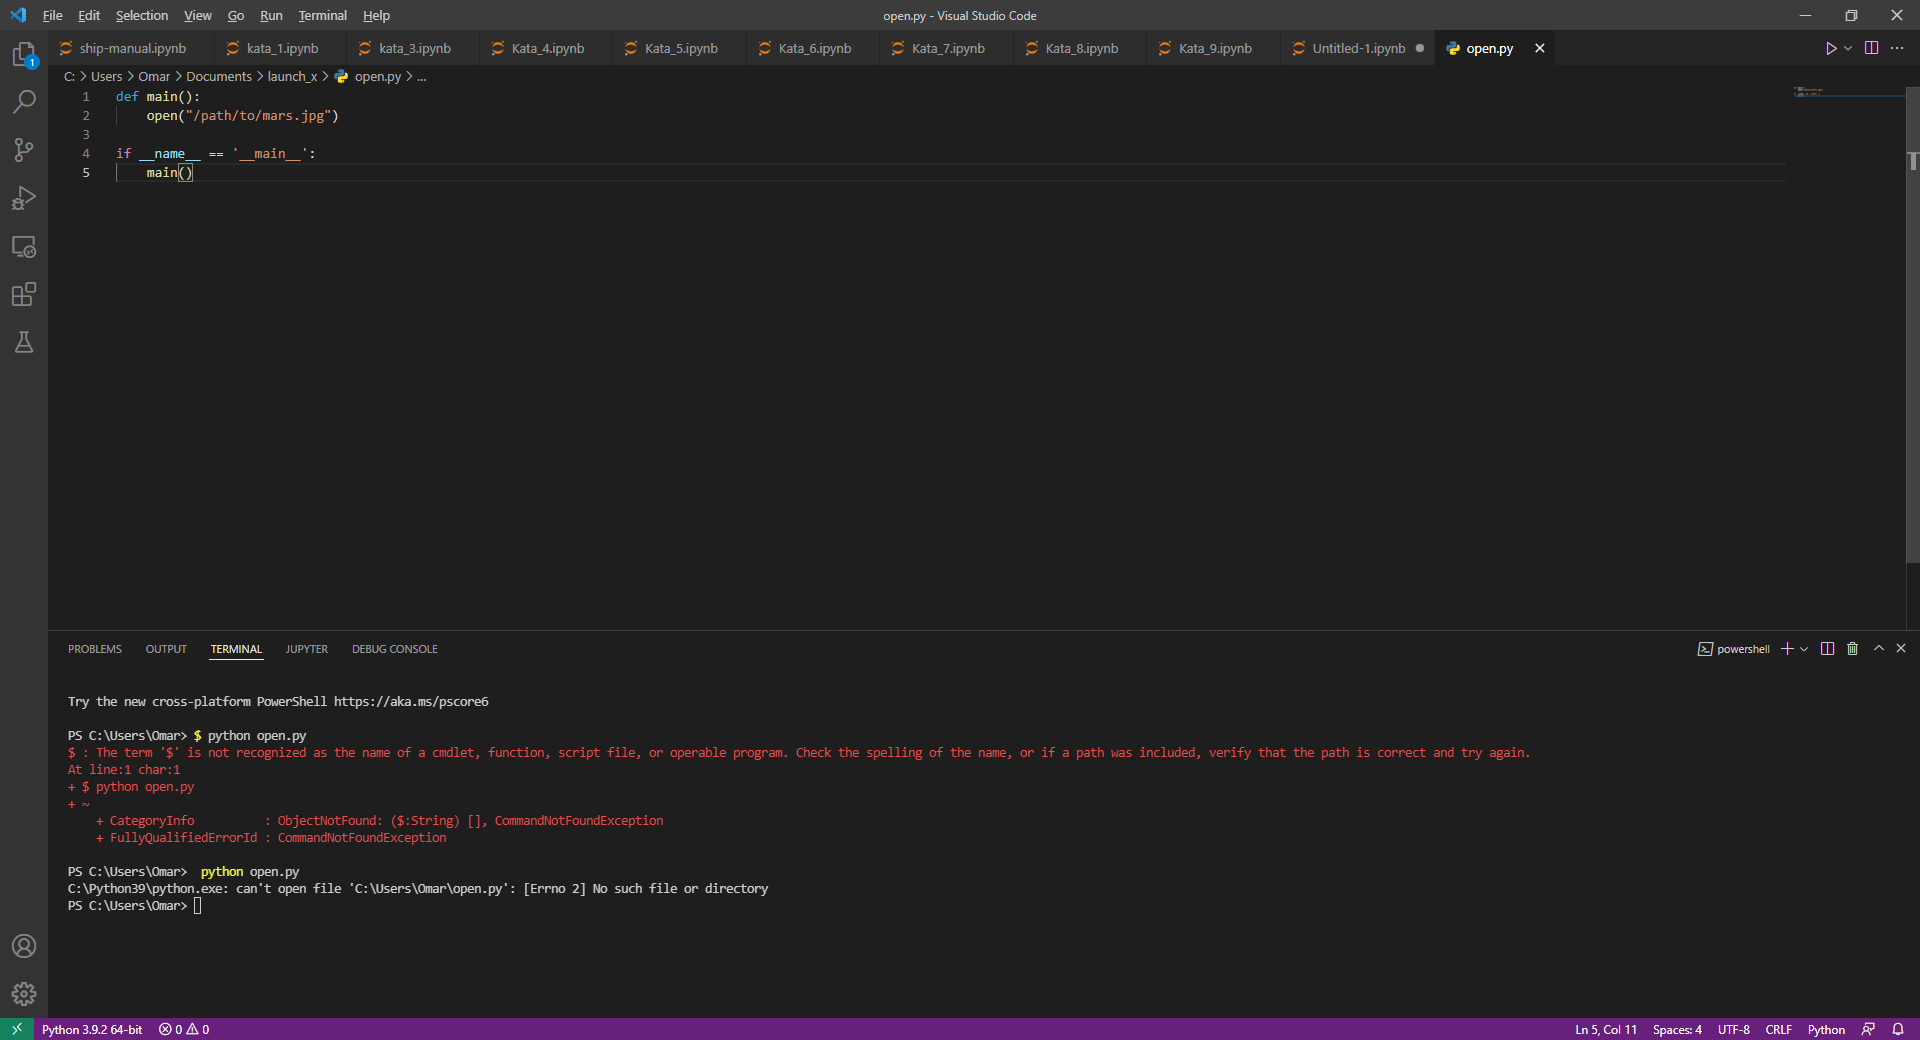 File Edit Selection View Go Run Terminal Help
open.py - Visual Studio Code
ship-manual.ipynb kata_1.ipynb kata_3.ipynb Kata_4.ipynb Kata_5.ipynb Kata_6.ipynb Kata_7.ipynb Kata_8.ipynb Kata_9.ipynb Untitled-1.ipynb open.py
1
C: > Users > Omar > Documents > launch_x > open.py > ...
1 def main():
2     open("/path/to/mars.jpg")
3
4 if __name__ == '__main__':
5     main()
PROBLEMS OUTPUT TERMINAL JUPYTER DEBUG CONSOLE
powershell
Try the new cross-platform PowerShell https://aka.ms/pscore6
PS C:\Users\Omar> $ python open.py
$ : The term '$' is not recognized as the name of a cmdlet, function, script file, or operable program. Check the spelling of the name, or if a path was included, verify that the path is correct and try again.
At line:1 char:1
+ $ python open.py
+ ~
    + CategoryInfo          : ObjectNotFound: ($:String) [], CommandNotFoundException
    + FullyQualifiedErrorId : CommandNotFoundException
PS C:\Users\Omar>  python open.py
C:\Python39\python.exe: can't open file 'C:\Users\Omar\open.py': [Errno 2] No such file or directory
PS C:\Users\Omar>
Python 3.9.2 64-bit 0 0
Ln 5, Col 11 Spaces: 4 UTF-8 CRLF Python